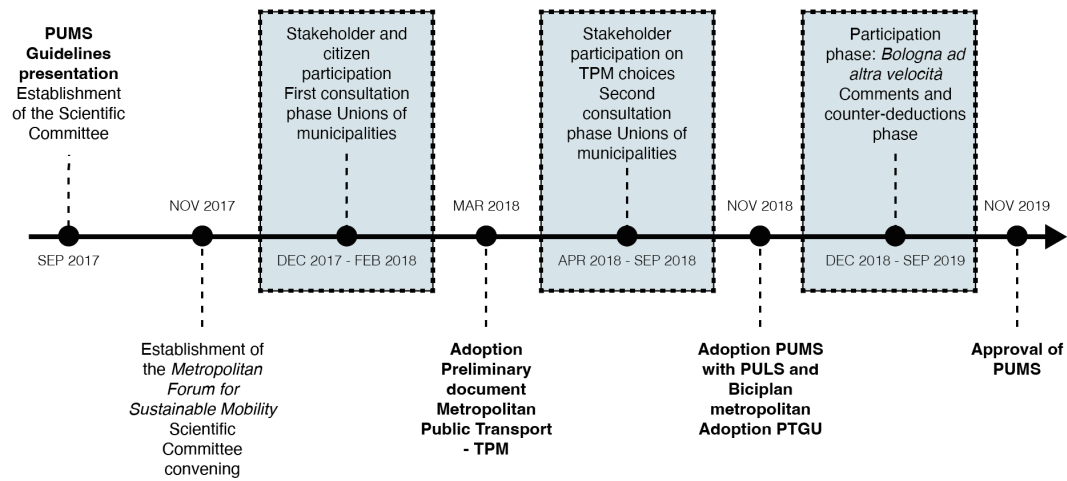 PUMS
Guidelines
presentation
Establishment
of the Scientific
Committee
SEP 2017
NOV 2017
Establishment of
the Metropolitan
Forum for
Sustainable Mobility
Scientific
Committee
convening
Stakeholder and
citizen
participation
First consultation
phase Unions of
municipalities
DEC 2017 - FEB 2018
MAR 2018
Adoption
Preliminary
document
Metropolitan
Public Transport
- TPM
Stakeholder
participation on
TPM choices
Second
consultation
phase Unions of
municipalities
APR 2018 - SEP 2018
NOV 2018
Adoption PUMS
with PULS and
Biciplan
metropolitan
Adoption PTGU
Participation
phase: Bologna ad
altra velocità
Comments and
counter-deductions
phase
DEC 2018 - SEP 2019
NOV 2019
Approval of
PUMS